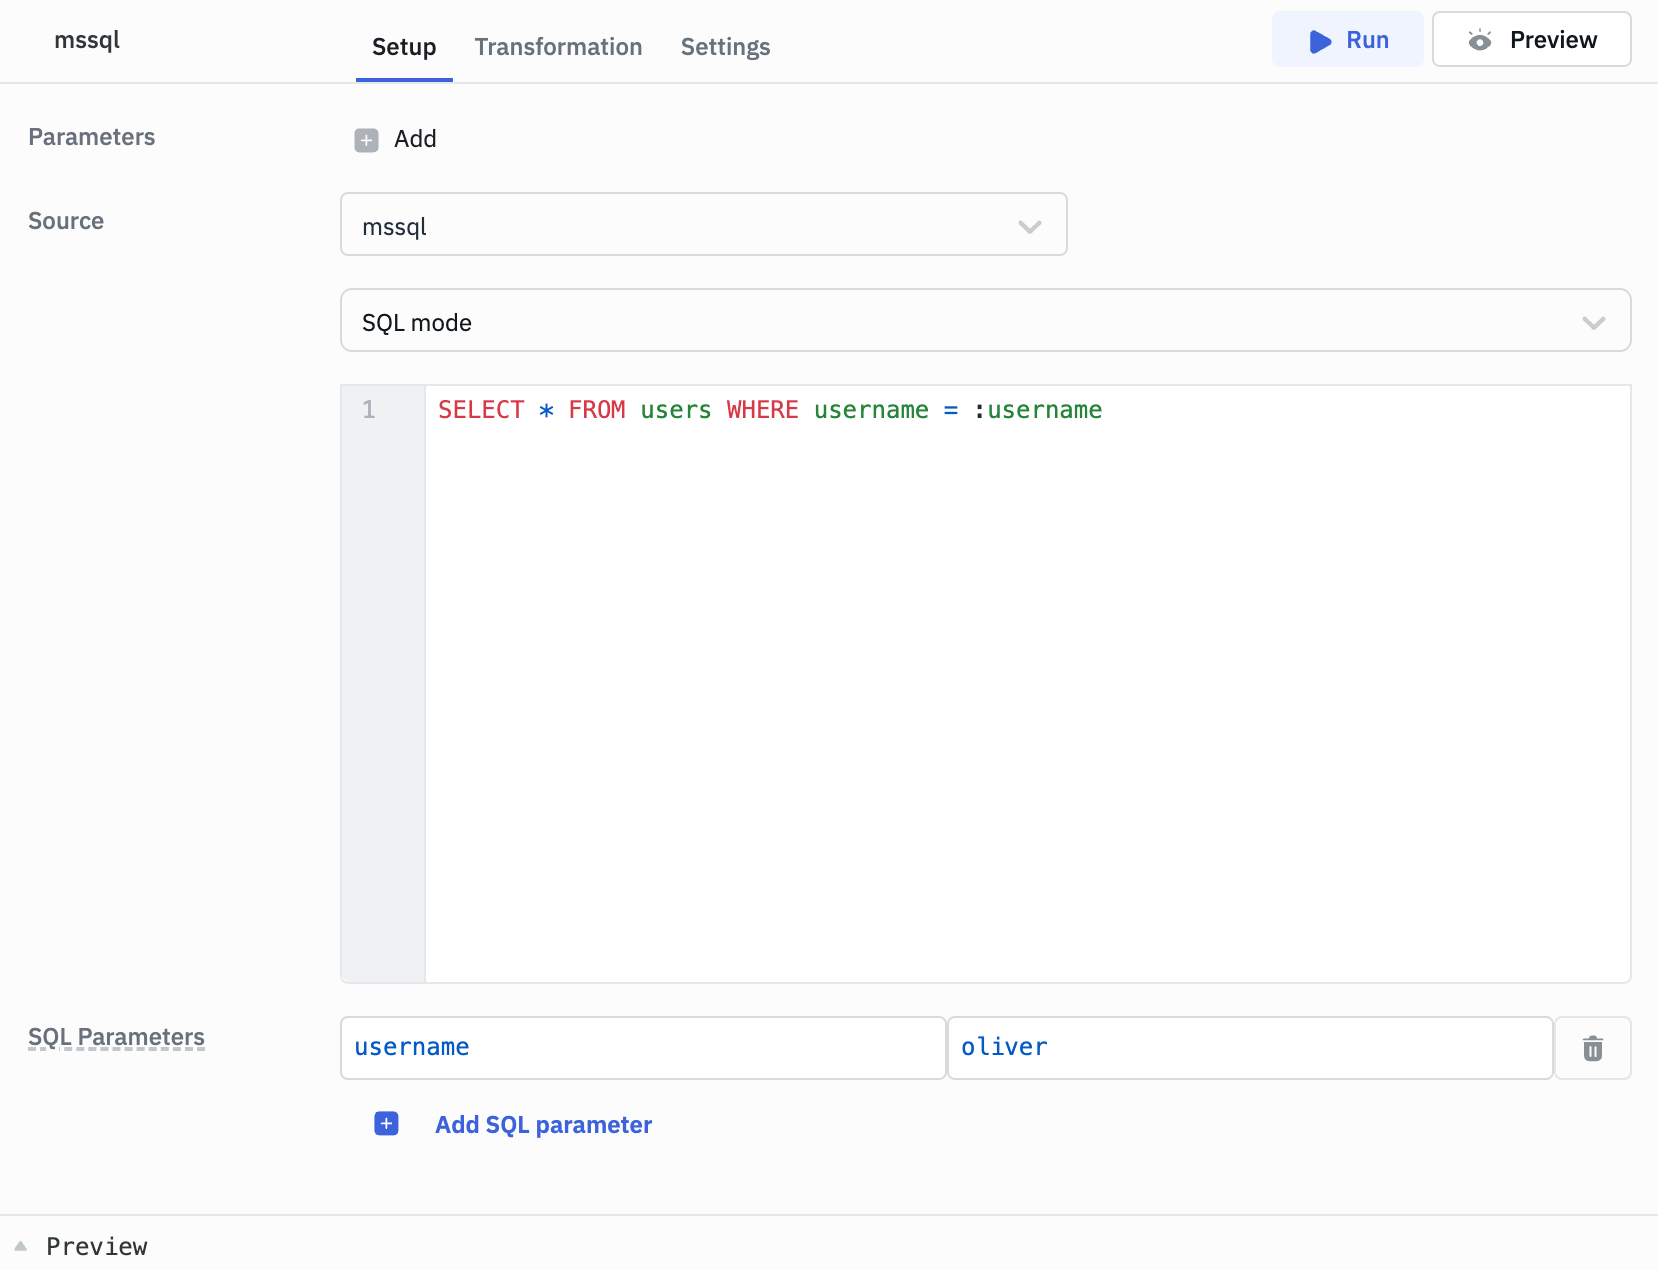 mssql
Setup Transformation Settings
Run Preview
Parameters
Add
Source
mssql
SQL mode
1 SELECT * FROM users WHERE username = :username
SQL Parameters
username oliver
Add SQL parameter
Preview